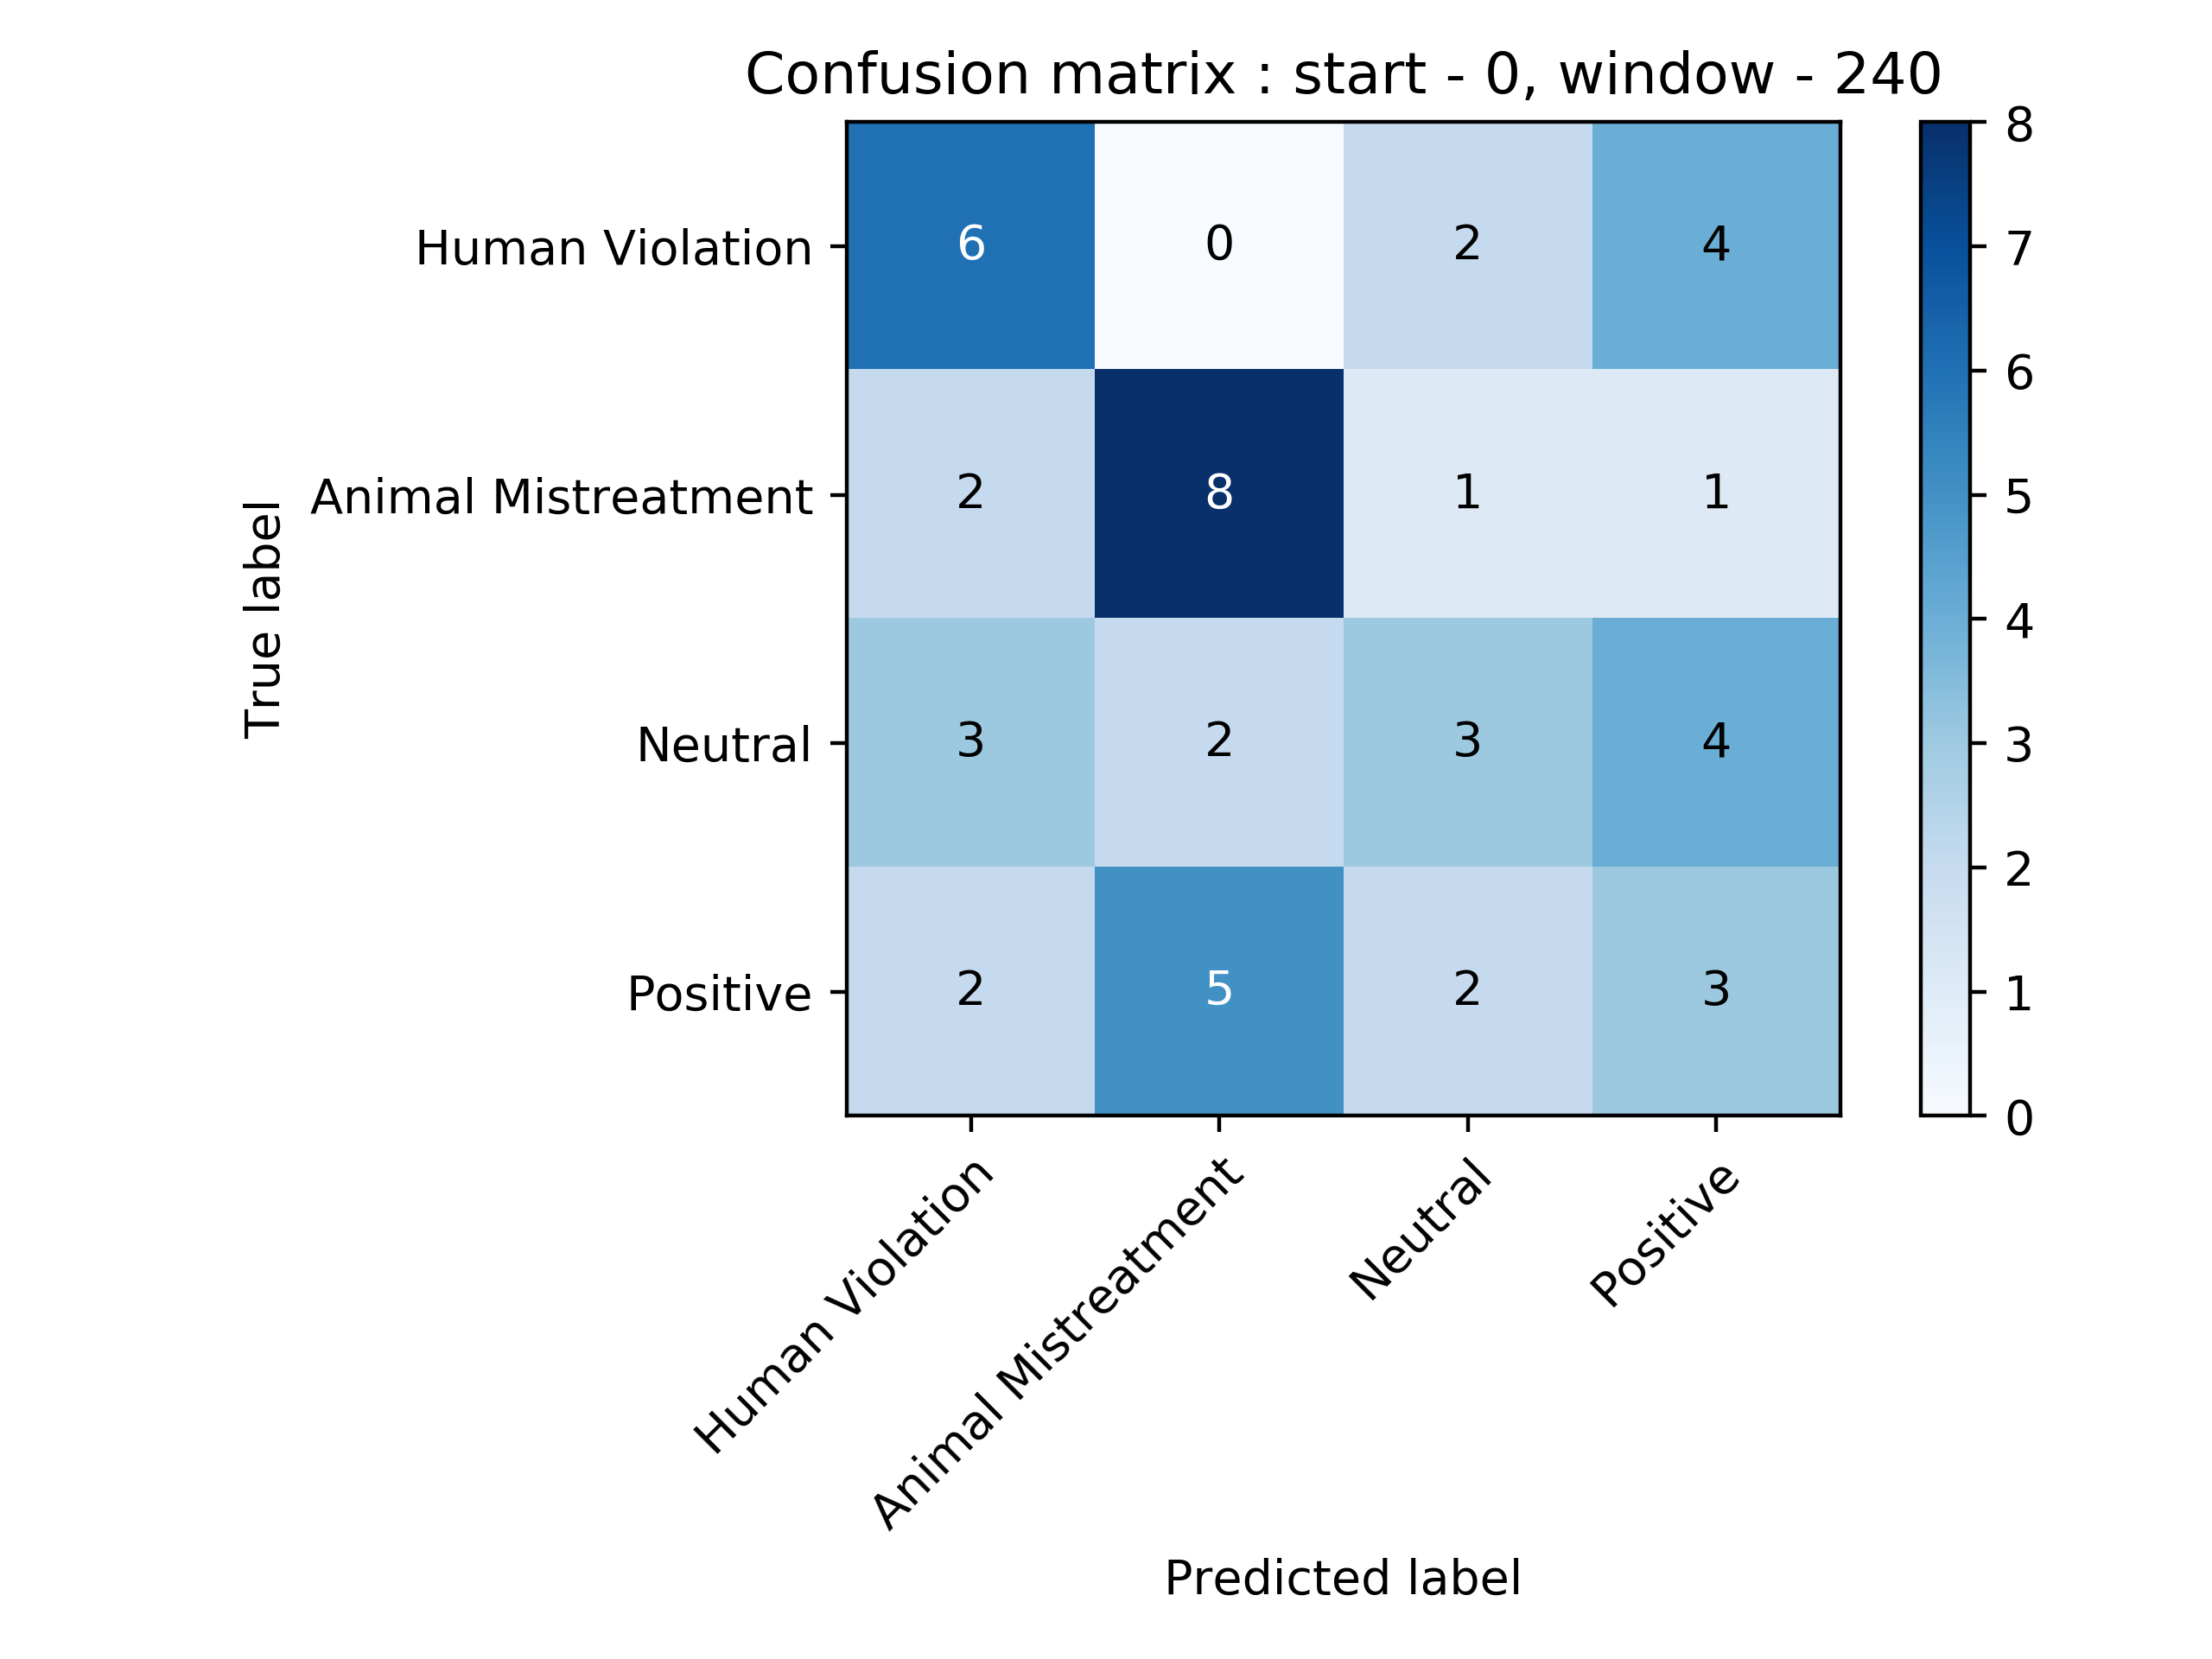 Confusion matrix : start - 0, window - 240
Human Violation
6 0 2 4
Animal Mistreatment
2 8 1 1
Neutral
3 2 3 4
Positive
2 5 2 3
True label
Human Violation
Animal Mistreatment
Neutral
Positive
Predicted label
8
7
6
5
4
3
2
1
0